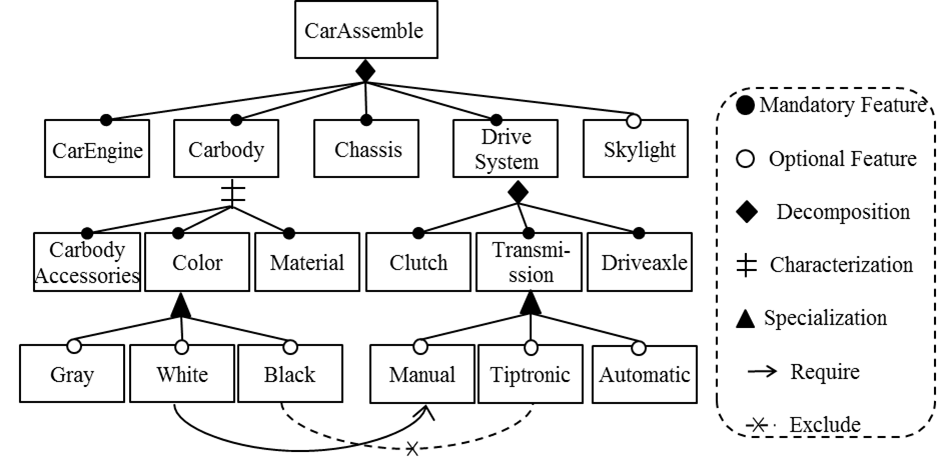 CarAssemble
CarEngine
Carbody
Chassis
Drive
System
Skylight
Carbody
Accessories
Color
Material
Clutch
Transmi-
ssion
Driveaxle
Gray
White
Black
Manual
Tiptronic
Automatic
Mandatory Feature
Optional Feature
Decomposition
Characterization
Specialization
Require
Exclude